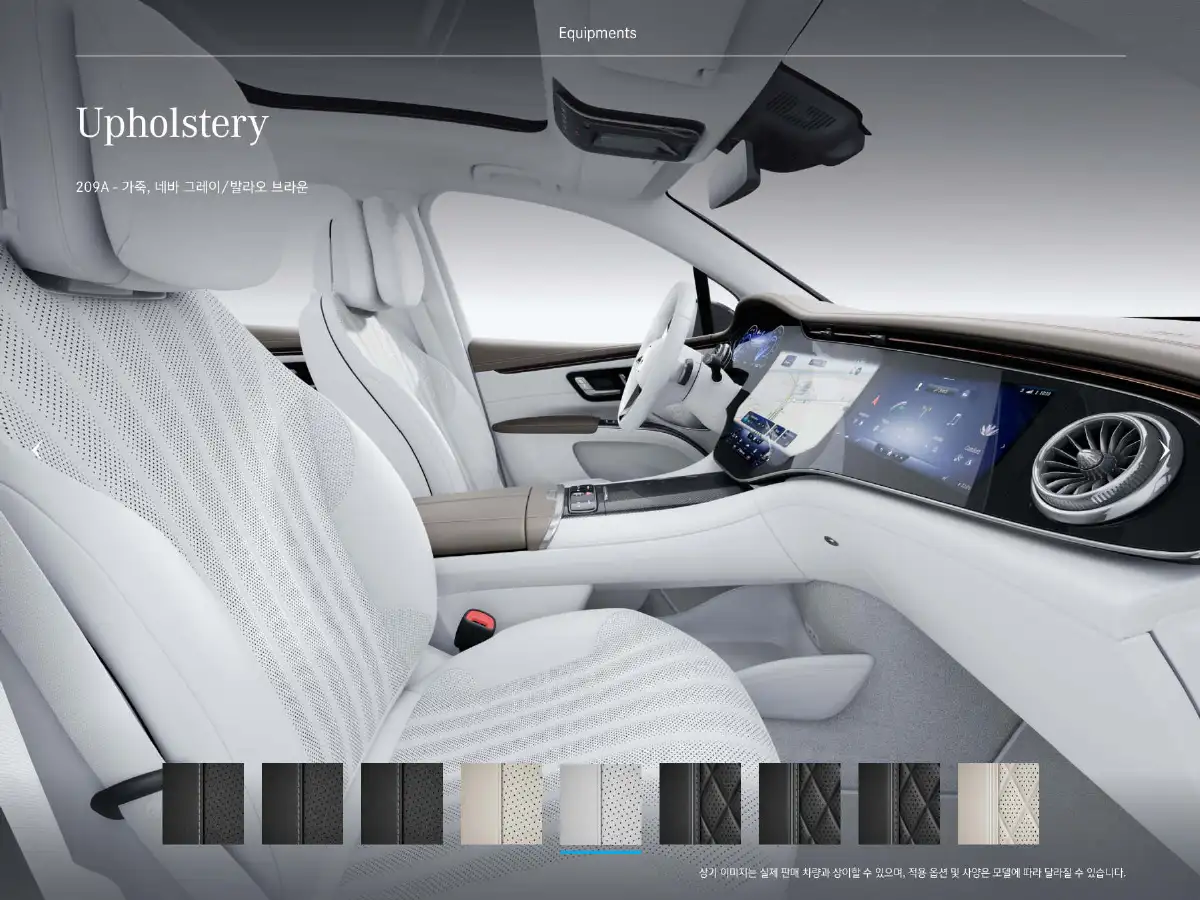 Equipments
Upholstery
209A - 가죽, 네바 그레이/발라오 브라운
상기 이미지는 실제 판매 차량과 상이할 수 있으며, 적용 옵션 및 사양은 모델에 따라 달라질 수 있습니다.